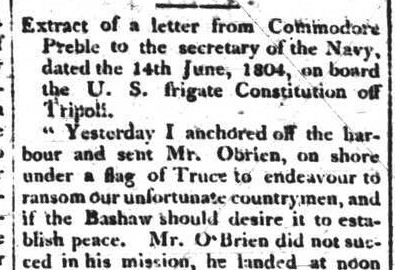 Extract of a letter from Commodore
Preble to the secretary of the Navy,
dated the 14th June, 1804, on board
the U. S. frigate Constitution off
Tripoli.
" Yesterday I anchored off the har-
bour and sent Mr. Obrien, on shore
under a flag of Truce to endeavour to
ransom our unfortunate countrymen, and
if the Bashaw should desire it to esta-
blish peace. Mr. O'Brien did not suc-
ced in his mission, he landed at noon